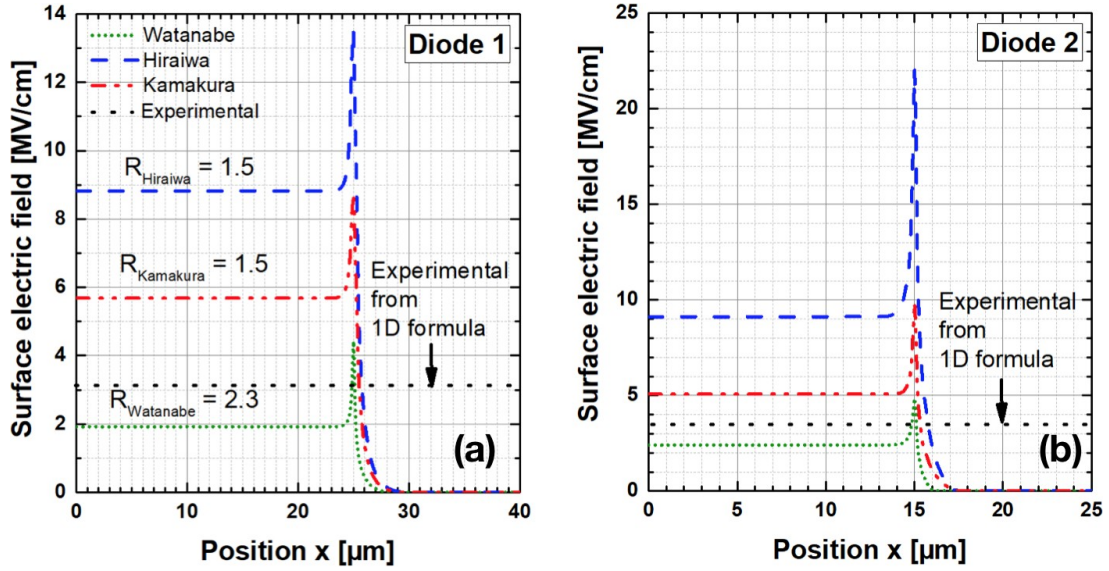 14
12
10
8
6
4
2
0
Surface electric field [MV/cm]
Watanabe
Hiraiwa
Kamakura
Experimental
Diode 1
R_Hiraiwa = 1.5
R_Kamakura = 1.5
Experimental
from
1D formula
R_Watanabe = 2.3
(a)
0 10 20 30 40
Position x [µm]
25
20
15
10
5
0
Surface electric field [MV/cm]
Diode 2
Experimental
from
1D formula
(b)
0 5 10 15 20 25
Position x [µm]